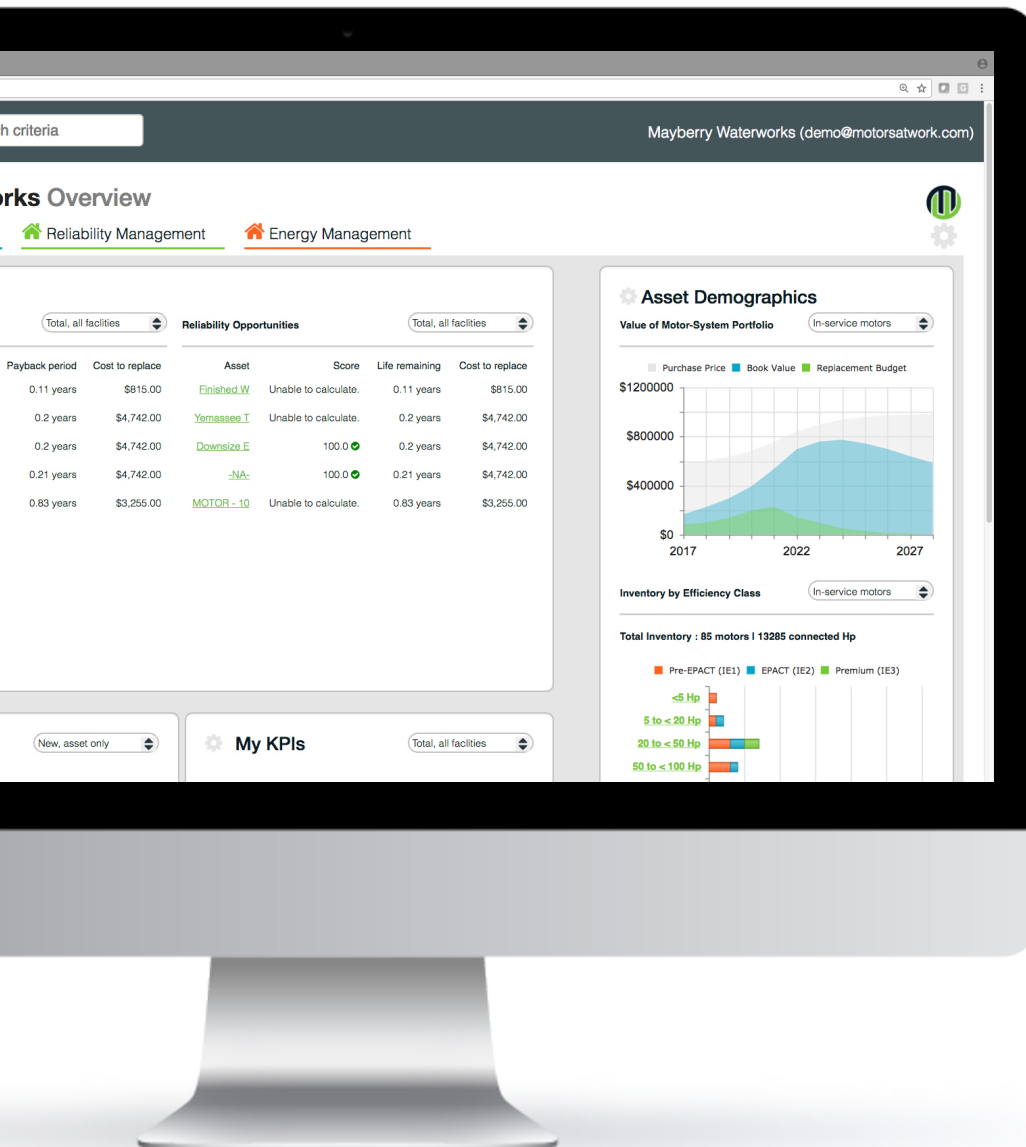 h criteria
Mayberry Waterworks (demo@motorsatwork.com)
orks Overview
Reliability Management
Energy Management
Total, all faclities
Reliability Opportunities
Total, all faclities
Payback period Cost to replace Asset Score Life remaining Cost to replace
0.11 years $815.00 Finished W Unable to calculate. 0.11 years $815.00
0.2 years $4,742.00 Yemassee T Unable to calculate. 0.2 years $4,742.00
0.2 years $4,742.00 Downsize E 100.0 0.2 years $4,742.00
0.21 years $4,742.00 -NA- 100.0 0.21 years $4,742.00
0.83 years $3,255.00 MOTOR - 10 Unable to calculate. 0.83 years $3,255.00
New, asset only
My KPIs
Total, all faclities
Asset Demographics
Value of Motor-System Portfolio
In-service motors
Purchase Price Book Value Replacement Budget
$1200000
$800000
$400000
$0
2017 2022 2027
Inventory by Efficiency Class
In-service motors
Total Inventory : 85 motors I 13285 connected Hp
Pre-EPACT (IE1) EPACT (IE2) Premium (IE3)
<5 Hp
5 to < 20 Hp
20 to < 50 Hp
50 to < 100 Hp